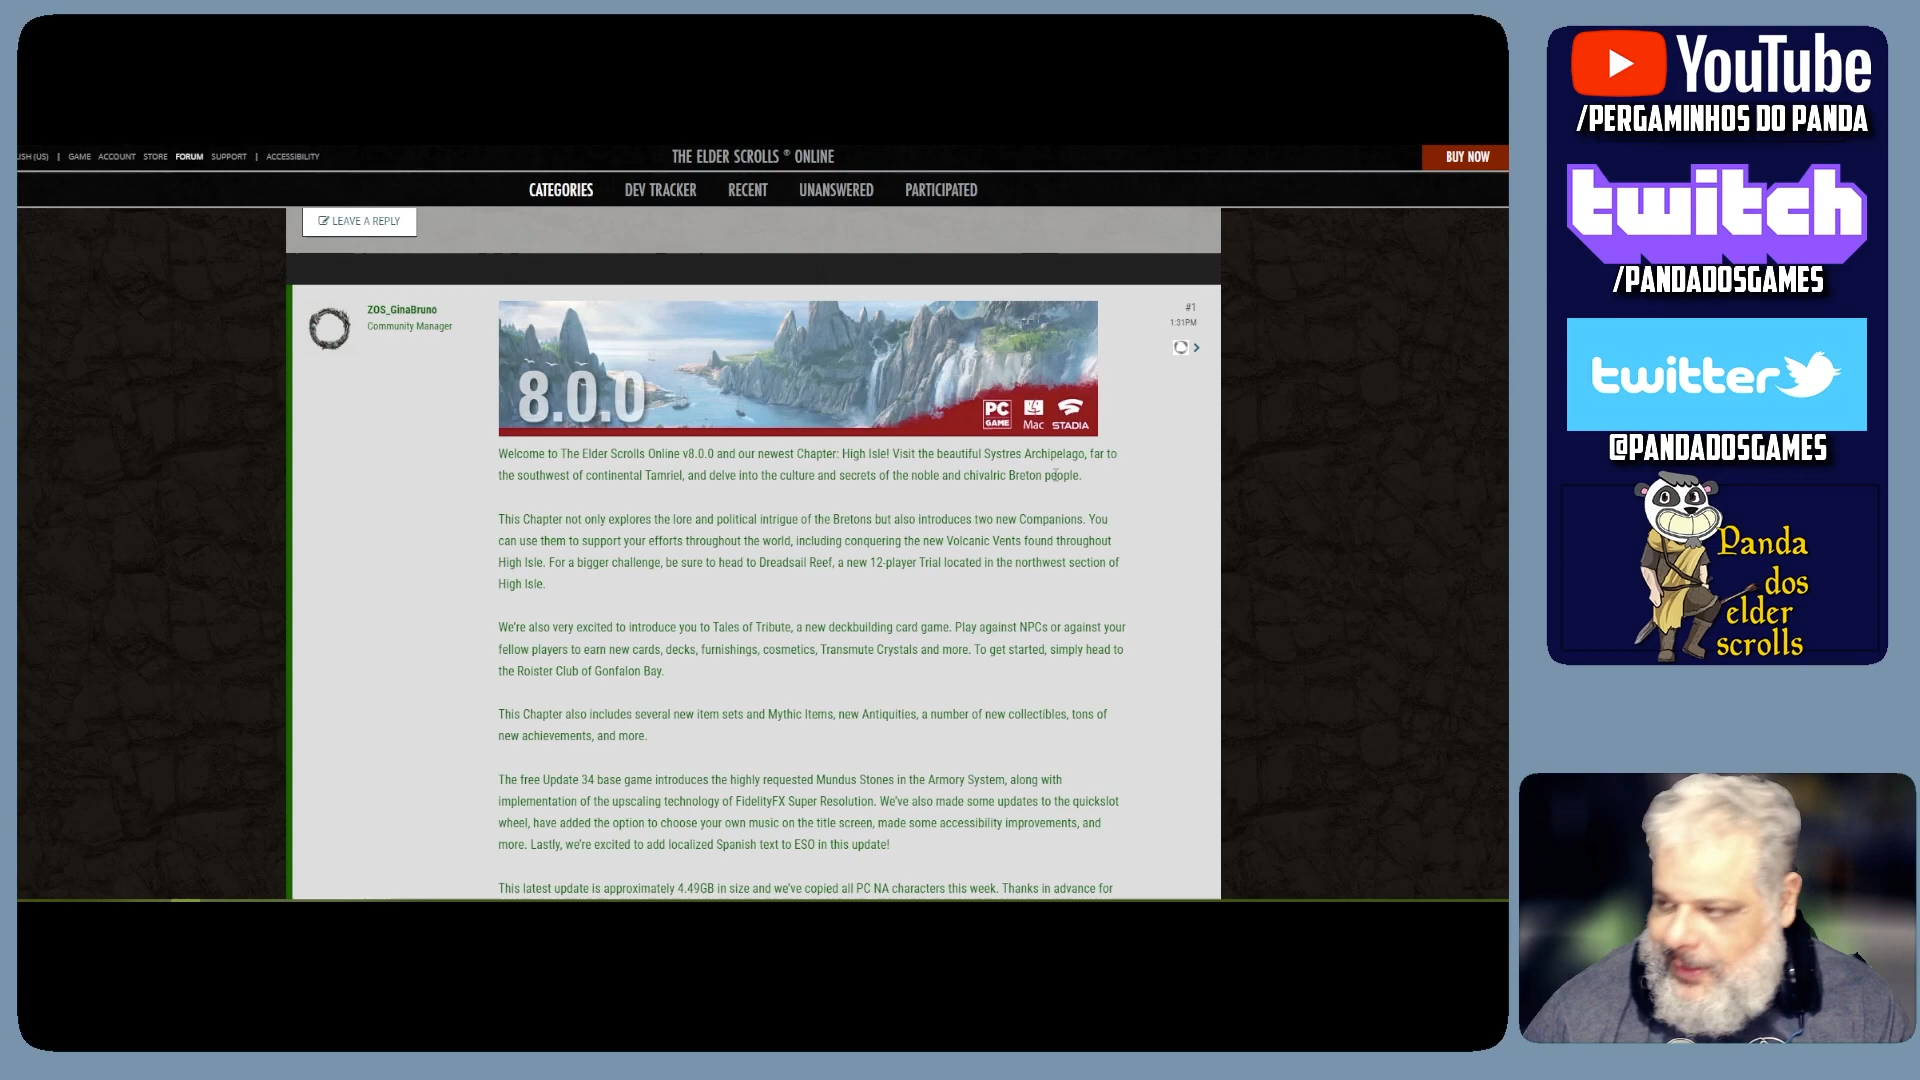 GAME ACCOUNT STORE FORUM SUPPORT | ACCESSIBILITY
THE ELDER SCROLLS ® ONLINE
BUY NOW
CATEGORIES DEV TRACKER RECENT UNANSWERED PARTICIPATED
LEAVE A REPLY
ZOS_GinaBruno
Community Manager
#1
1:31PM
8.0.0
PC GAME
Mac
STADIA
Welcome to The Elder Scrolls Online v8.0.0 and our newest Chapter: High Isle! Visit the beautiful Systres Archipelago, far to
the southwest of continental Tamriel, and delve into the culture and secrets of the noble and chivalric Breton people.
This Chapter not only explores the lore and political intrigue of the Bretons but also introduces two new Companions. You
can use them to support your efforts throughout the world, including conquering the new Volcanic Vents found throughout
High Isle. For a bigger challenge, be sure to head to Dreadsail Reef, a new 12-player Trial located in the northwest section of
High Isle.
We're also very excited to introduce you to Tales of Tribute, a new deckbuilding card game. Play against NPCs or against your
fellow players to earn new cards, decks, furnishings, cosmetics, Transmute Crystals and more. To get started, simply head to
the Roister Club of Gonfalon Bay.
This Chapter also includes several new item sets and Mythic Items, new Antiquities, a number of new collectibles, tons of
new achievements, and more.
The free Update 34 base game introduces the highly requested Mundus Stones in the Armory System, along with
implementation of the upscaling technology of FidelityFX Super Resolution. We've also made some updates to the quickslot
wheel, have added the option to choose your own music on the title screen, made some accessibility improvements, and
more. Lastly, we're excited to add localized Spanish text to ESO in this update!
This latest update is approximately 4.49GB in size and we've copied all PC NA characters this week. Thanks in advance for
YouTube
/PERGAMINHOS DO PANDA
twitch
/PANDADOSGAMES
twitter
@PANDADOSGAMES
Panda
dos
elder
scrolls